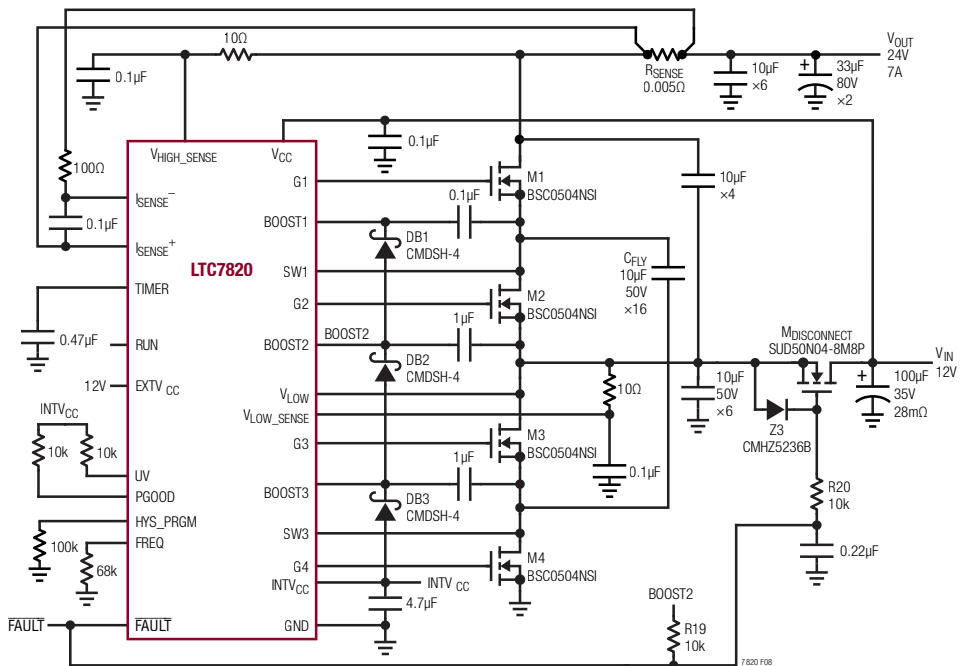 10Ω
0.1µF
RSENSE
0.005Ω
10µF
×6
+
33µF
80V
×2
VOUT
24V
7A
100Ω
VHIGH_SENSE
VCC
0.1µF
ISENSE−
0.1µF
ISENSE+
LTC7820
G1
M1
BSC0504NSI
10µF
×4
BOOST1
0.1µF
DB1
CMDSH-4
SW1
CFLY
10µF
50V
×16
TIMER
0.47µF
G2
M2
BSC0504NSI
RUN
BOOST2
BOOST2
1µF
MDISCONNECT
SUD50N04-8M8P
VIN
12V
12V
EXTVCC
DB2
CMDSH-4
VLOW
10Ω
10µF
50V
×6
+
100µF
35V
28mΩ
Z3
CMHZ5236B
INTVCC
10k
10k
VLOW_SENSE
G3
M3
BSC0504NSI
0.1µF
UV
PGOOD
BOOST3
1µF
DB3
CMDSH-4
R20
10k
HYS_PRGM
100k
FREQ
68k
SW3
0.22µF
G4
M4
BSC0504NSI
INTVCC
INTV CC
4.7µF
BOOST2
R19
10k
FAULT
FAULT
GND
7820 F08